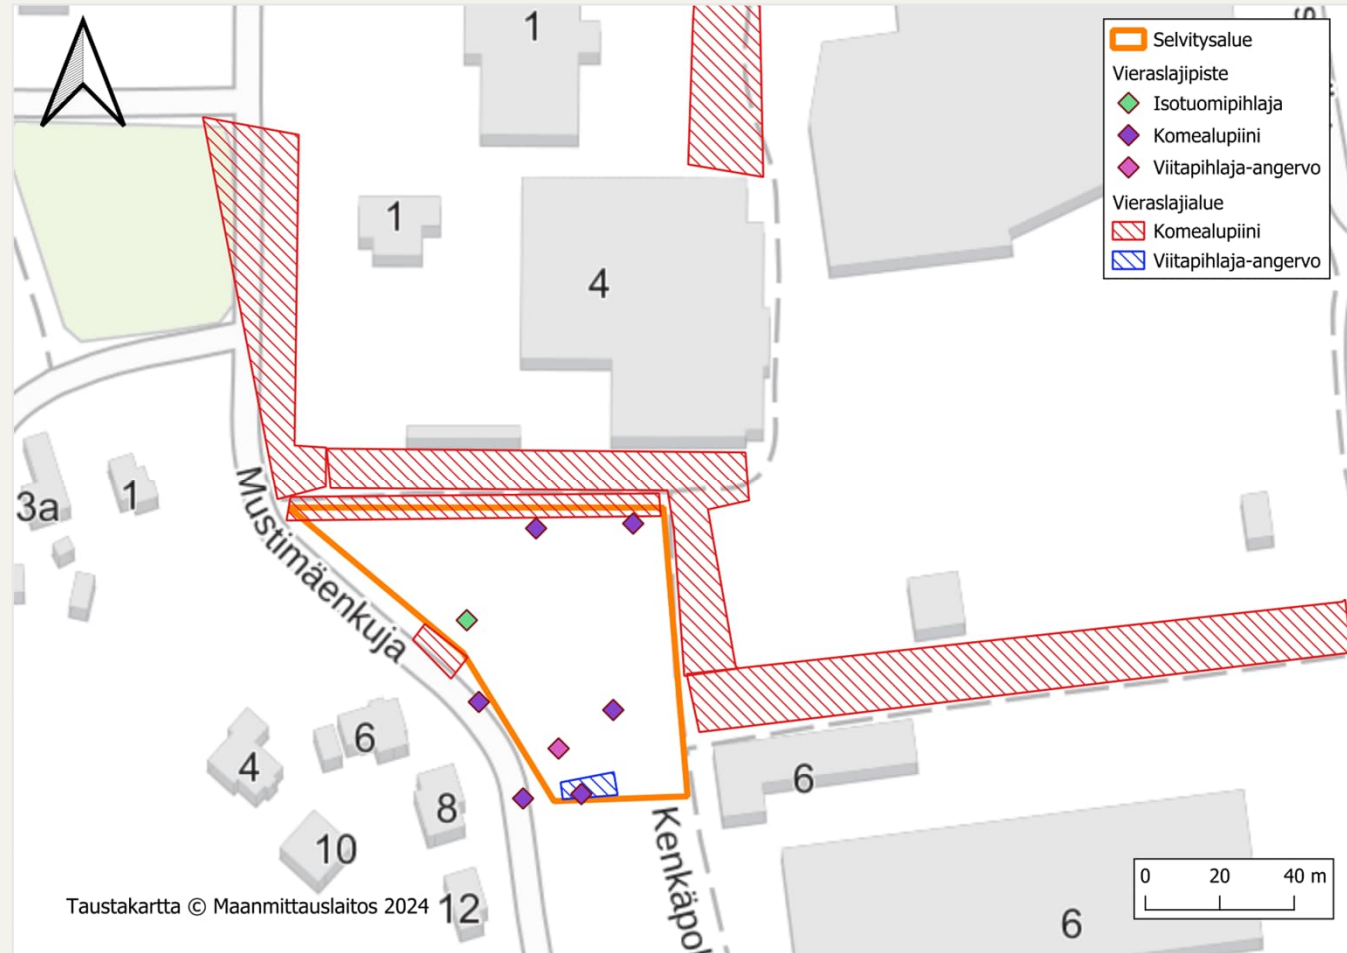 Selvitysalue
Vieraslajipiste
Isotuomipihlaja
Komealupiini
Viitapihlaja-angervo
Vieraslajialue
Komealupiini
Viitapihlaja-angervo
1
1
4
3a
1
Mustimäenkuja
6
4
8
10
12
6
Kenkäpol
6
0 20 40 m
Taustakartta © Maanmittauslaitos 2024